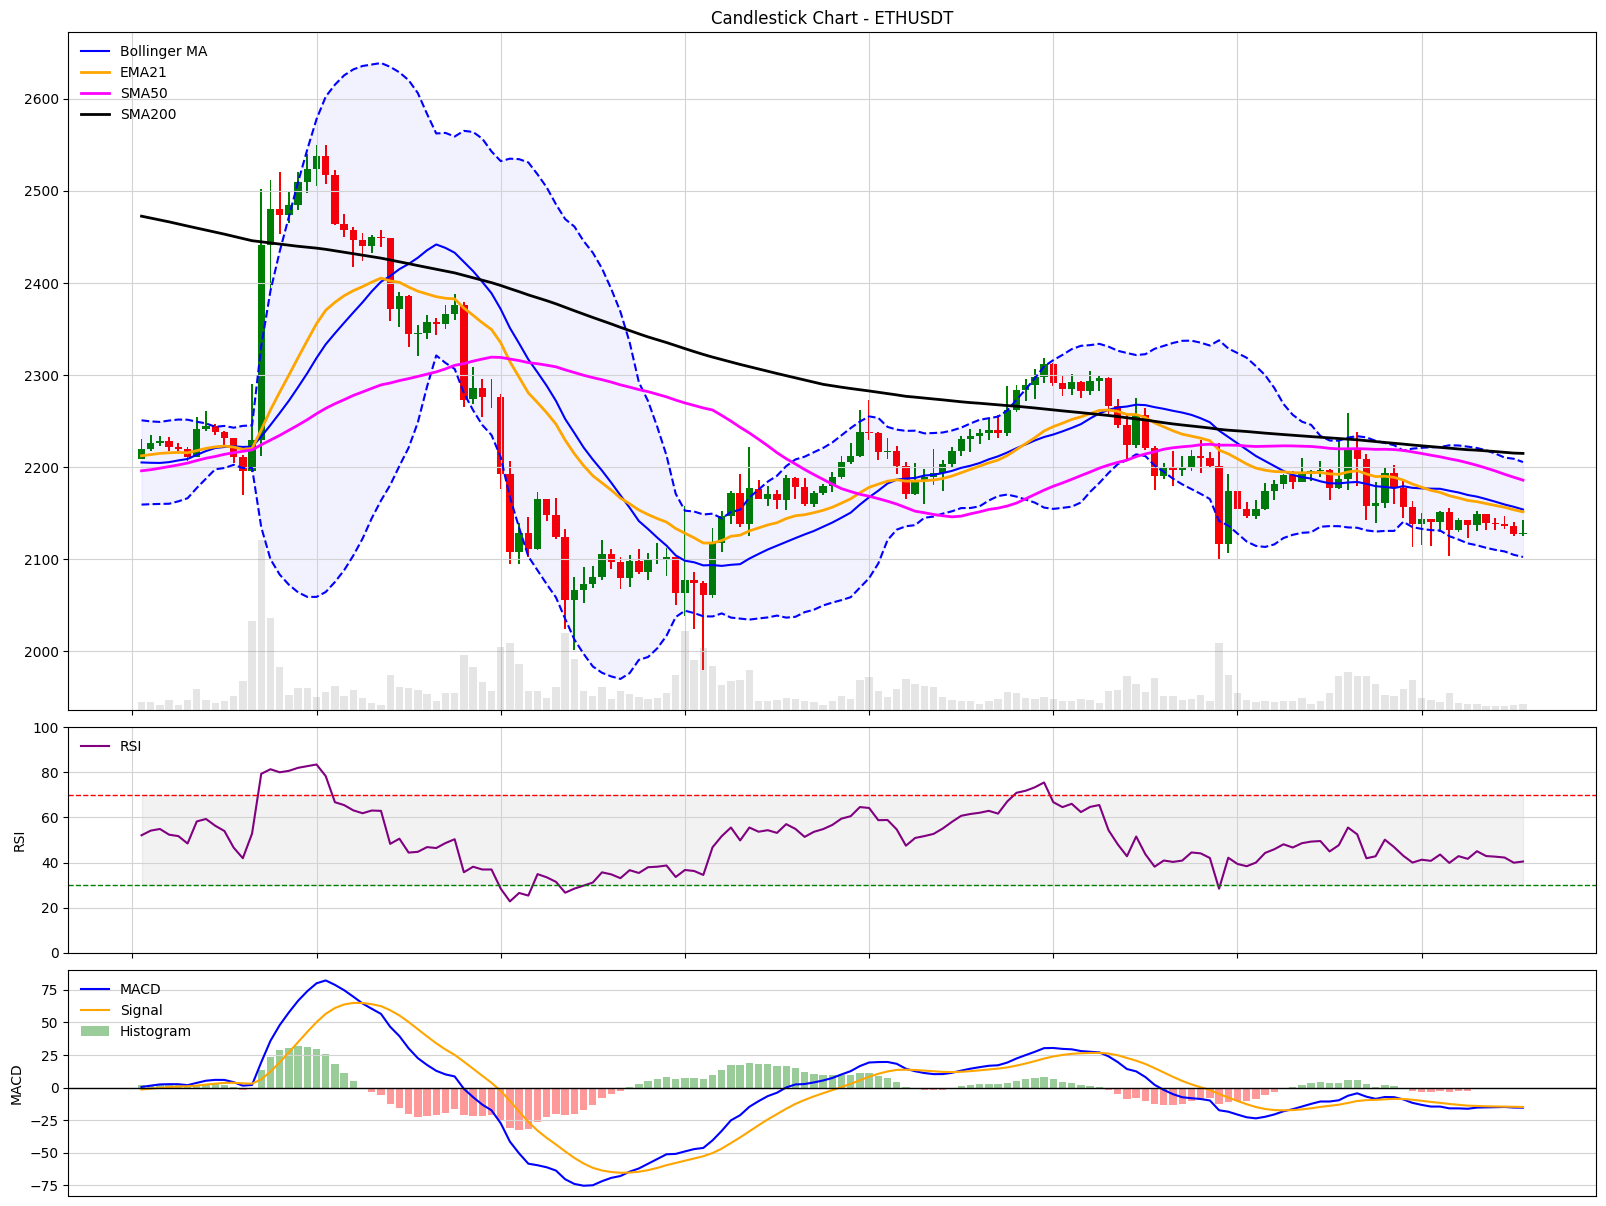 Candlestick Chart - ETHUSDT
Bollinger MA
EMA21
SMA50
SMA200
2600
2500
2400
2300
2200
2100
2000
RSI
100
80
60
40
20
0
RSI
MACD
Signal
Histogram
75
50
25
0
−25
−50
−75
MACD